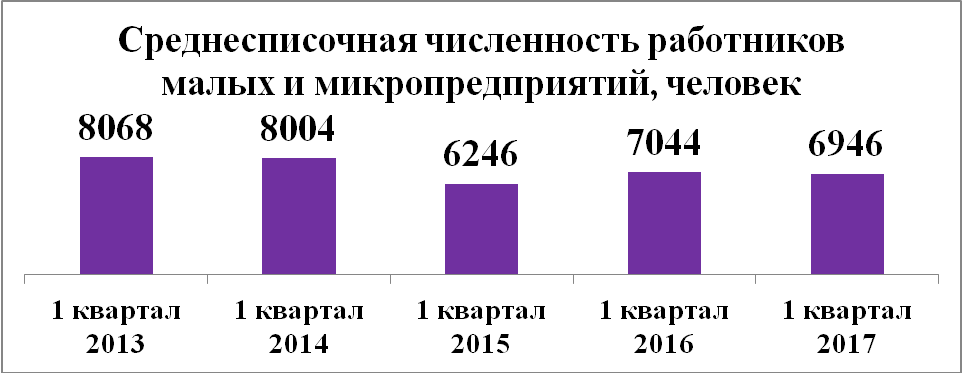 Среднесписочная численность работников
малых и микропредприятий, человек
8068
8004
6246
7044
6946
1 квартал
2013
1 квартал
2014
1 квартал
2015
1 квартал
2016
1 квартал
2017